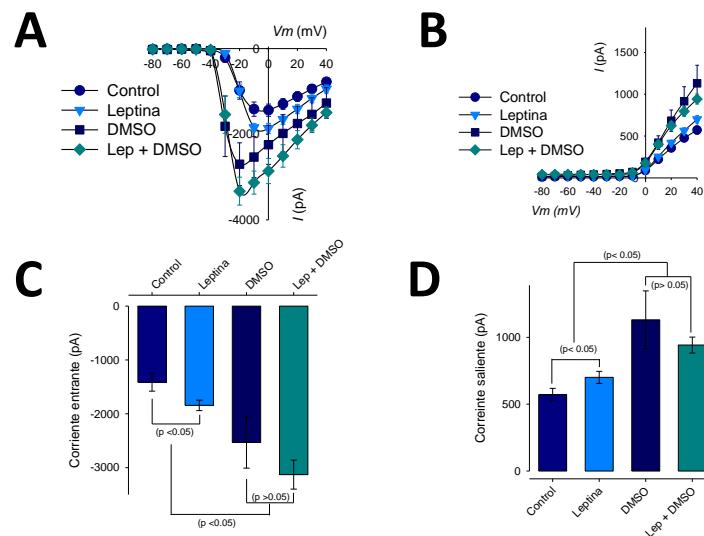 A
Vm (mV)
-80 -60 -40 -20 0 20 40
0
-2000
-4000
I (pA)
Control
Leptina
DMSO
Lep + DMSO
B
I (pA)
1500
1000
500
0
-80 -60 -40 -20 0 20 40
Vm (mV)
Control
Leptina
DMSO
Lep + DMSO
C
Control
Leptina
DMSO
Lep + DMSO
Corriente entrante (pA)
0
-1000
-2000
-3000
(p <0.05)
(p >0.05)
(p <0.05)
D
(p< 0.05)
(p> 0.05)
(p< 0.05)
Correinte saliente (pA)
1000
500
0
Control
Leptina
DMSO
Lep + DMSO